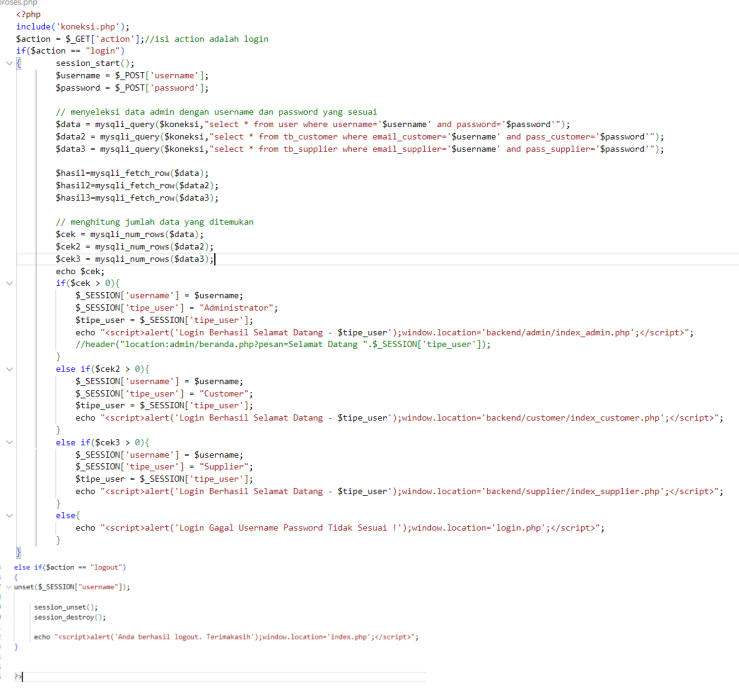 proses.php
<?php
include('koneksi.php');
$action = $_GET['action'];//isi action adalah login
if($action == "login")
{ session_start();
$username = $_POST['username'];
$password = $_POST['password'];
// menyeleksi data admin dengan username dan password yang sesuai
$data = mysqli_query($koneksi,"select * from user where username='$username' and password='$password'");
$data2 = mysqli_query($koneksi,"select * from tb_customer where email_customer='$username' and pass_customer='$password'");
$data3 = mysqli_query($koneksi,"select * from tb_supplier where email_supplier='$username' and pass_supplier='$password'");
$hasil=mysqli_fetch_row($data);
$hasil2=mysqli_fetch_row($data2);
$hasil3=mysqli_fetch_row($data3);
// menghitung jumlah data yang ditemukan
$cek = mysqli_num_rows($data);
$cek2 = mysqli_num_rows($data2);
$cek3 = mysqli_num_rows($data3);
echo $cek;
if($cek > 0){
$_SESSION['username'] = $username;
$_SESSION['tipe_user'] = "Administrator";
$tipe_user = $_SESSION['tipe_user'];
echo "<script>alert('Login Berhasil Selamat Datang - $tipe_user');window.location='backend/admin/index_admin.php';</script>";
//header("location:admin/beranda.php?pesan=Selamat Datang ".$_SESSION['tipe_user']);
}
else if($cek2 > 0){
$_SESSION['username'] = $username;
$_SESSION['tipe_user'] = "Customer";
$tipe_user = $_SESSION['tipe_user'];
echo "<script>alert('Login Berhasil Selamat Datang - $tipe_user');window.location='backend/customer/index_customer.php';</script>";
}
else if($cek3 > 0){
$_SESSION['username'] = $username;
$_SESSION['tipe_user'] = "Supplier";
$tipe_user = $_SESSION['tipe_user'];
echo "<script>alert('Login Berhasil Selamat Datang - $tipe_user');window.location='backend/supplier/index_supplier.php';</script>";
}
else{
echo "<script>alert('Login Gagal Username Password Tidak Sesuai !');window.location='login.php';</script>";
}
}
else if($action == "logout")
{
unset($_SESSION["username"]);
session_unset();
session_destroy();
echo "<script>alert('Anda berhasil logout. Terimakasih');window.location='index.php';</script>";
}
?>